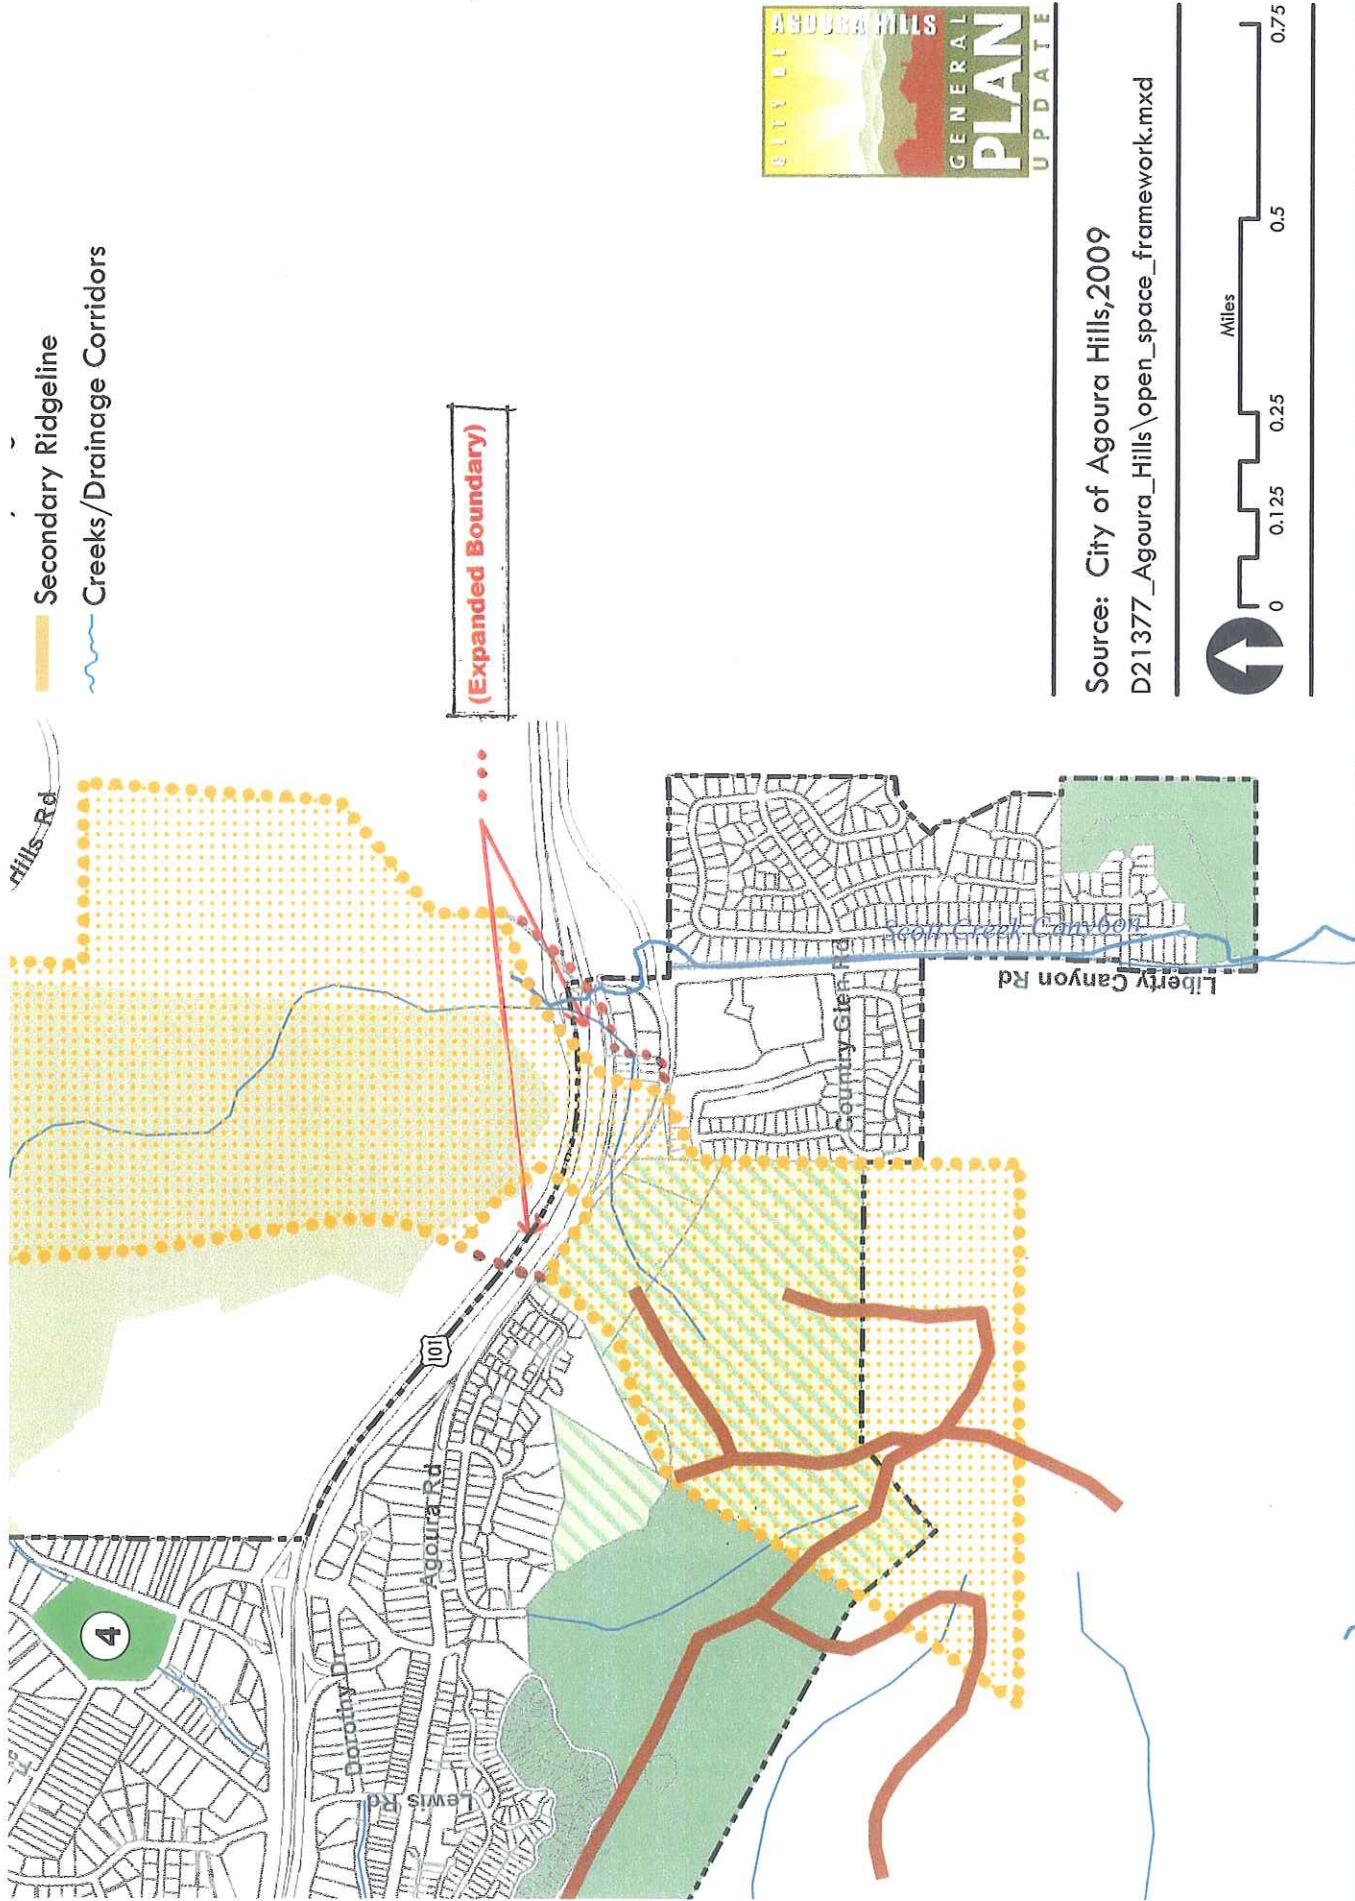 Secondary Ridgeline
Creeks/Drainage Corridors
(Expanded Boundary)
Hills Rd
101
4
Agoura Rd
Dorothy Dr
Lewis Rd
Country Glen Rd
Scott Creek Canybon
Liberty Canyon Rd
CITY OF
AGOURA HILLS
GENERAL
PLAN
UPDATE
Source: City of Agoura Hills,2009
D21377_Agoura_Hills\open_space_framework.mxd
Miles
0 0.125 0.25 0.5 0.75